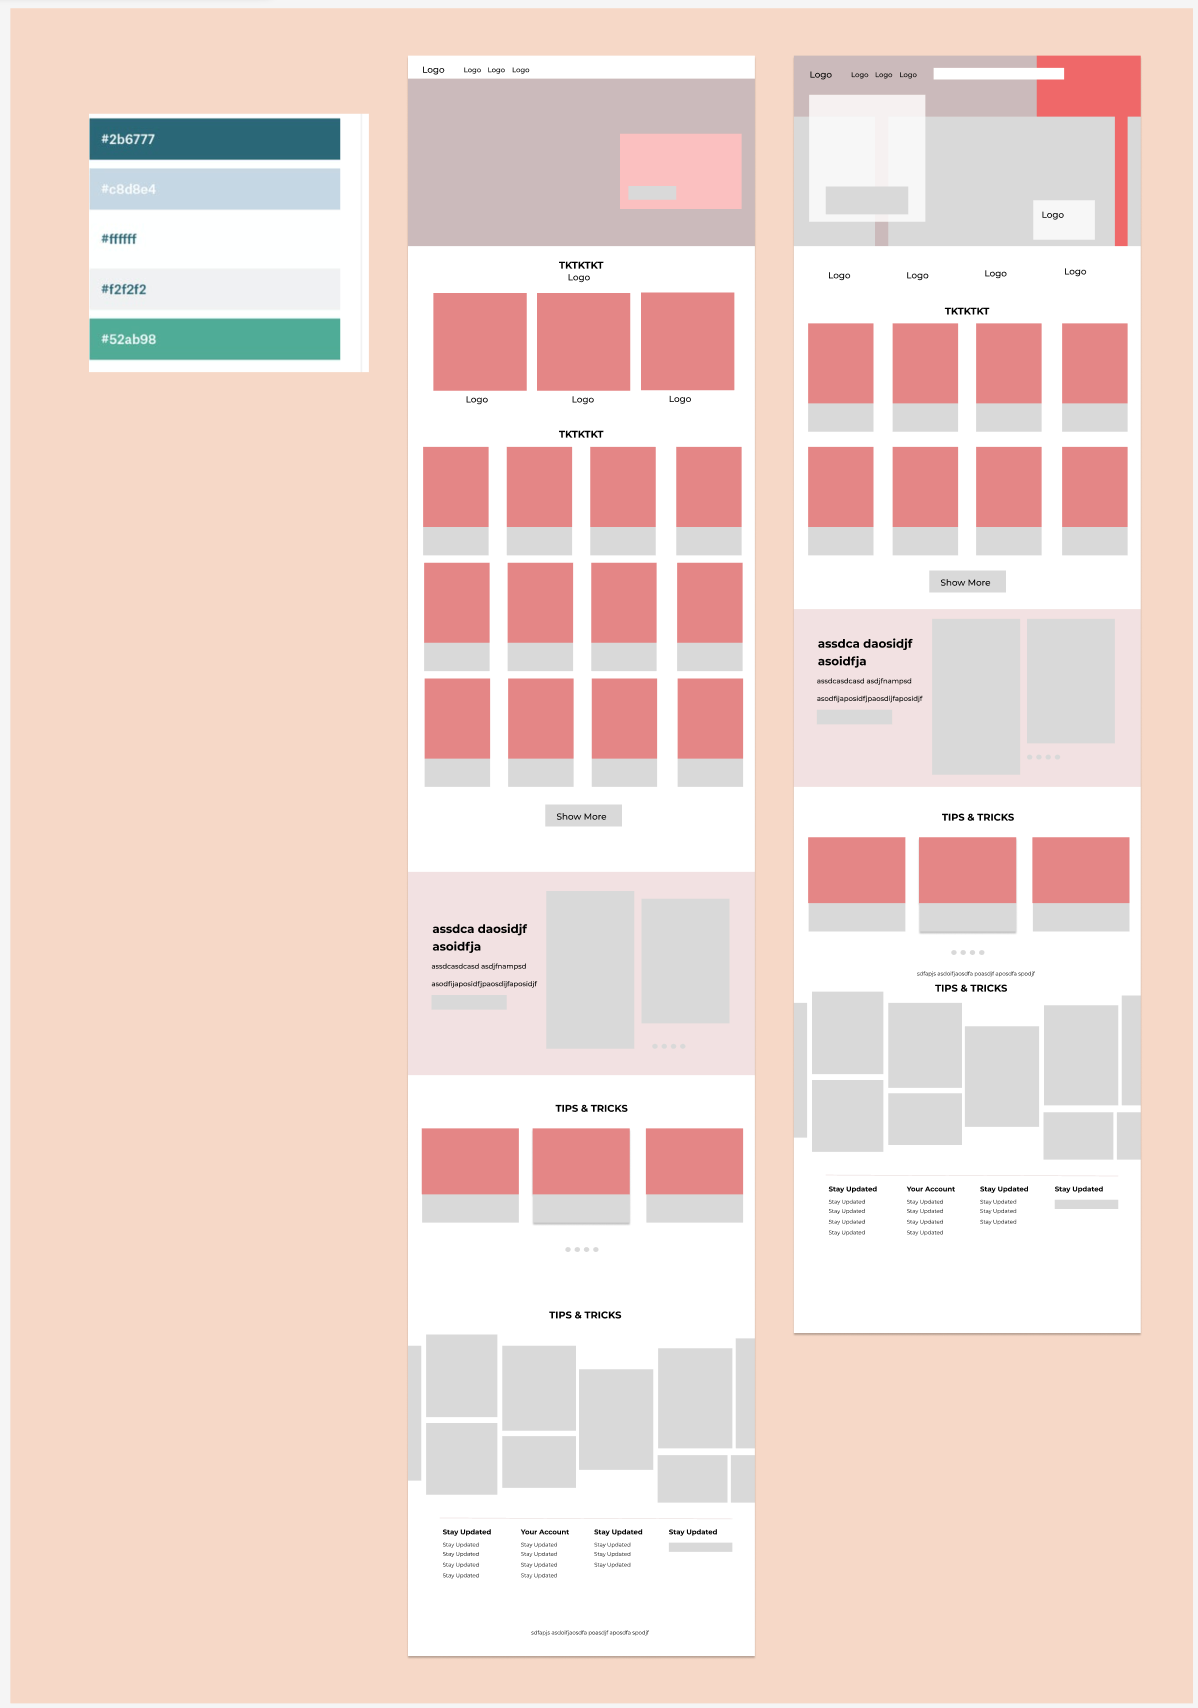 #2b6777
#c8d8e4
#ffffff
#f2f2f2
#52ab98
Logo Logo Logo Logo
TKTKTKT
Logo
Logo Logo Logo
TKTKTKT
Show More
assdca daosidjf
asoidfja
assdcasdcasd asdjfnampsd
asodfijaposidfjpaosdijfaposidjf
TIPS & TRICKS
TIPS & TRICKS
Stay Updated Your Account Stay Updated Stay Updated
Stay Updated Stay Updated Stay Updated
Stay Updated Stay Updated Stay Updated
Stay Updated Stay Updated Stay Updated
Stay Updated Stay Updated
sdfapjs asdoifjaosdfa poasdjf aposdfa spodjf
Logo Logo Logo Logo
Logo
Logo Logo Logo Logo
TKTKTKT
Show More
assdca daosidjf
asoidfja
assdcasdcasd asdjfnampsd
asodfijaposidfjpaosdijfaposidjf
TIPS & TRICKS
sdfapjs asdoifjaosdfa poasdjf aposdfa spodjf
TIPS & TRICKS
Stay Updated Your Account Stay Updated Stay Updated
Stay Updated Stay Updated Stay Updated
Stay Updated Stay Updated Stay Updated
Stay Updated Stay Updated Stay Updated
Stay Updated Stay Updated